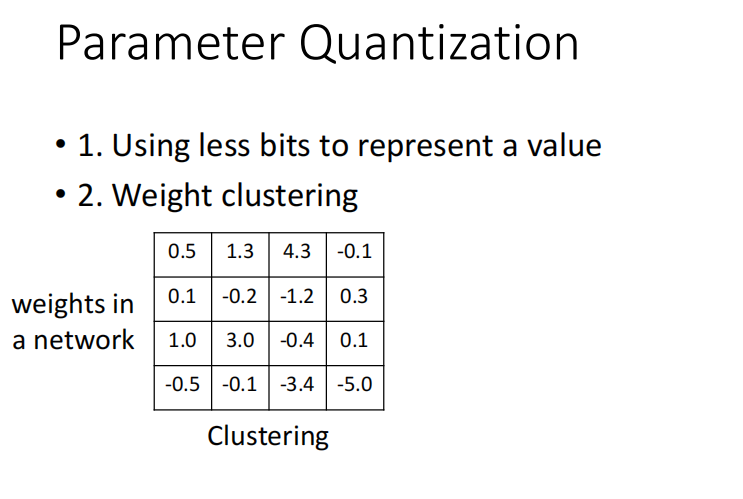 Parameter Quantization
• 1. Using less bits to represent a value
• 2. Weight clustering
weights in
a network
0.5 1.3 4.3 -0.1
0.1 -0.2 -1.2 0.3
1.0 3.0 -0.4 0.1
-0.5 -0.1 -3.4 -5.0
Clustering